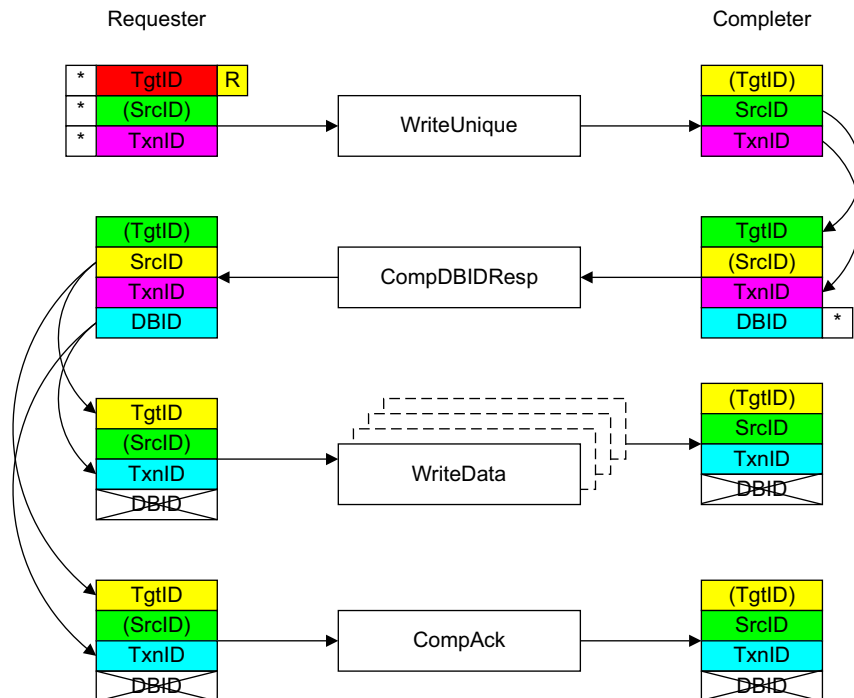 Requester
Completer
* TgtID R
* (SrcID)
* TxnID
WriteUnique
(TgtID)
SrcID
TxnID
(TgtID)
SrcID
TxnID
DBID
CompDBIDResp
TgtID
(SrcID)
TxnID
DBID *
TgtID
(SrcID)
TxnID
DBID
WriteData
(TgtID)
SrcID
TxnID
DBID
TgtID
(SrcID)
TxnID
DBID
CompAck
(TgtID)
SrcID
TxnID
DBID